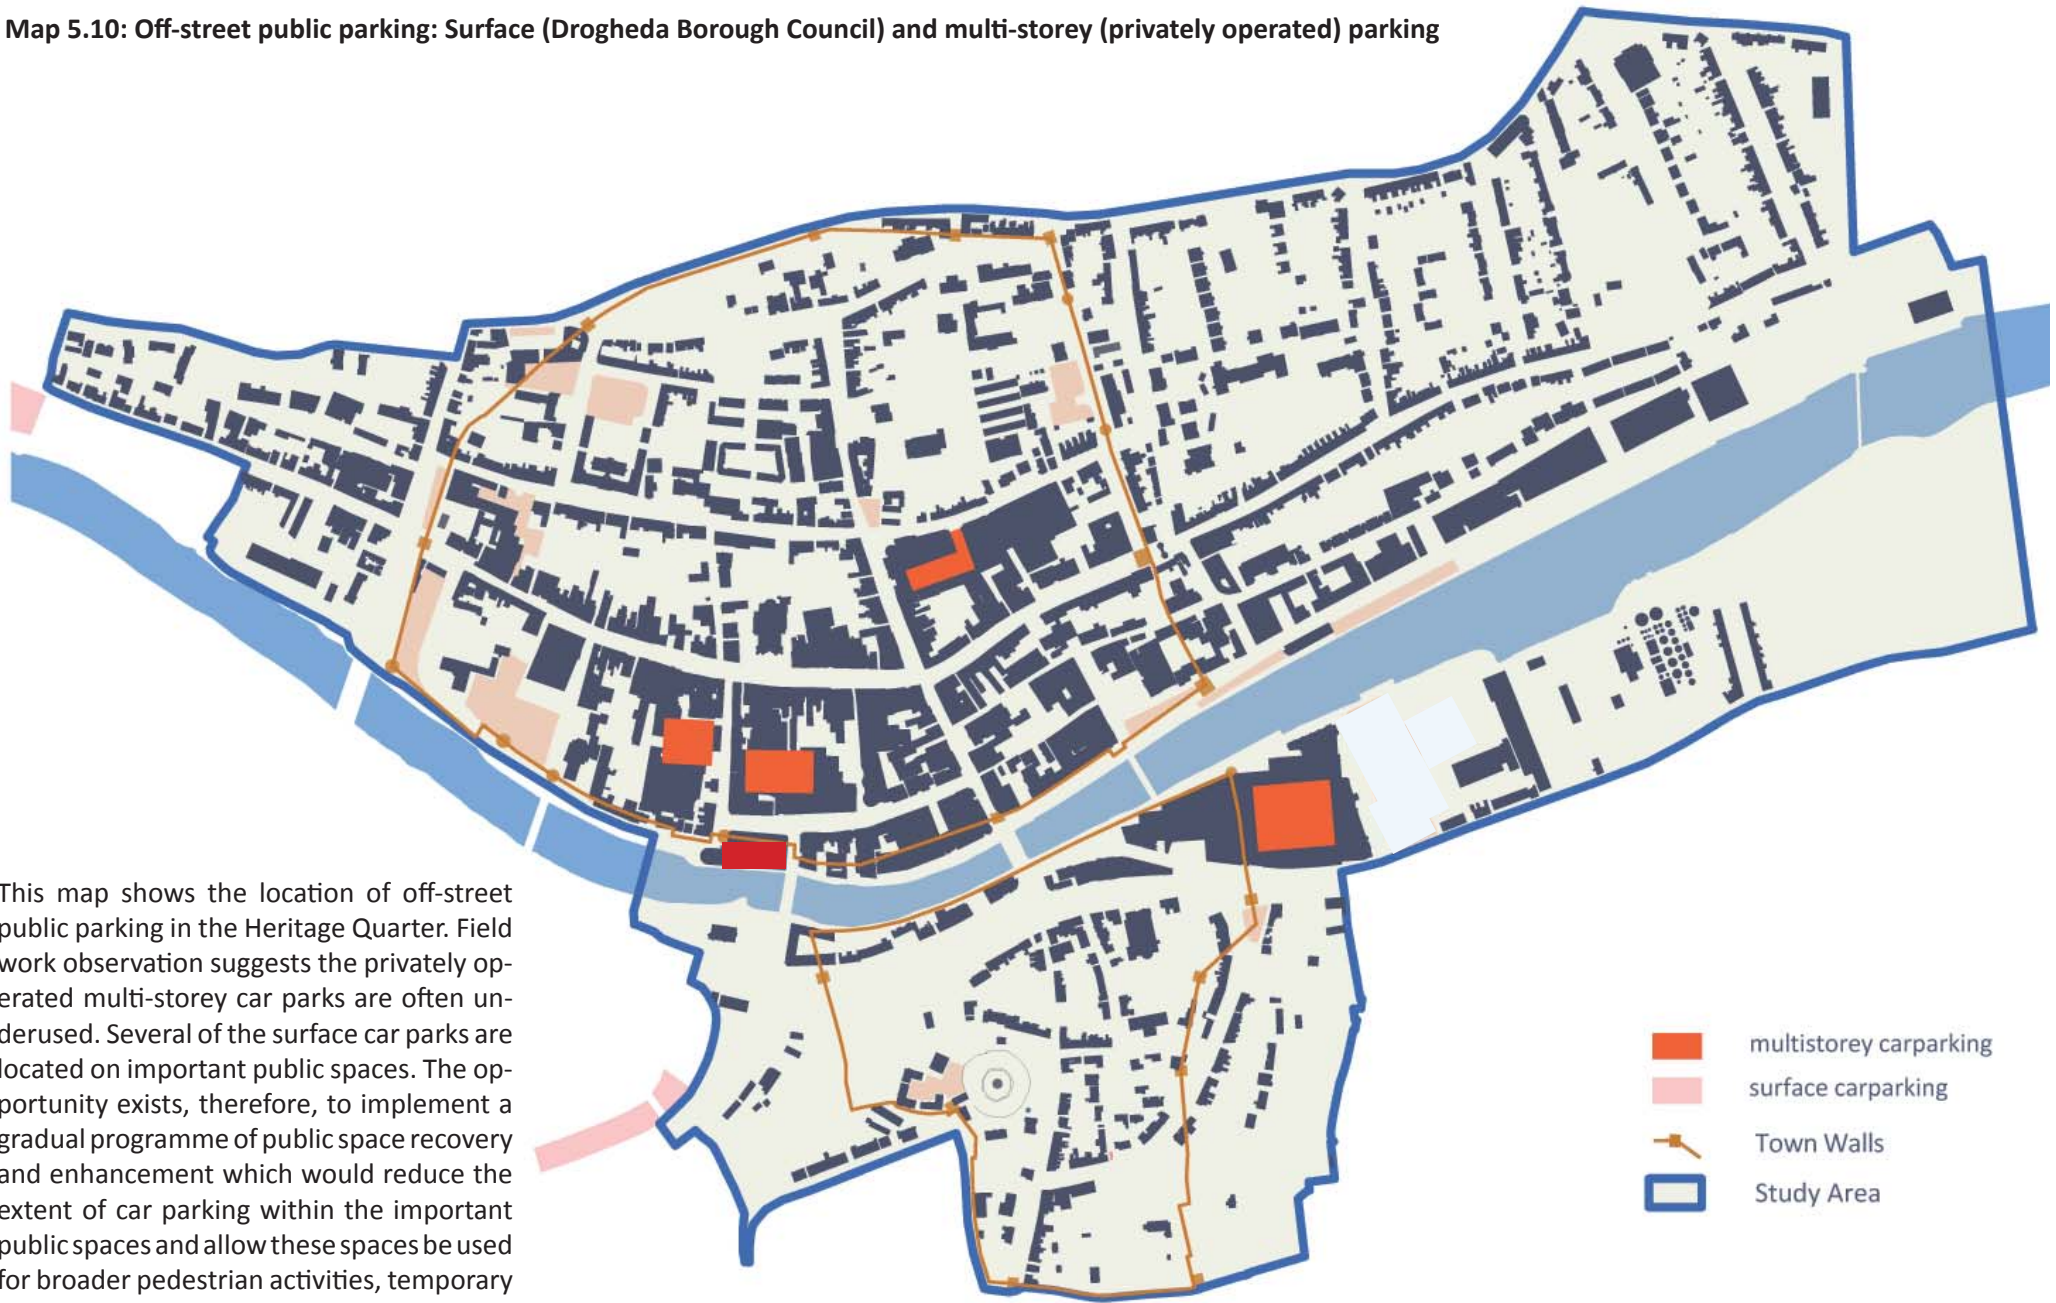 Map 5.10: Off-street public parking: Surface (Drogheda Borough Council) and multi-storey (privately operated) parking
This map shows the location of off-street
public parking in the Heritage Quarter. Field
work observation suggests the privately op-
erated multi-storey car parks are often un-
derused. Several of the surface car parks are
located on important public spaces. The op-
portunity exists, therefore, to implement a
gradual programme of public space recovery
and enhancement which would reduce the
extent of car parking within the important
public spaces and allow these spaces be used
for broader pedestrian activities, temporary
multistorey carparking
surface carparking
Town Walls
Study Area